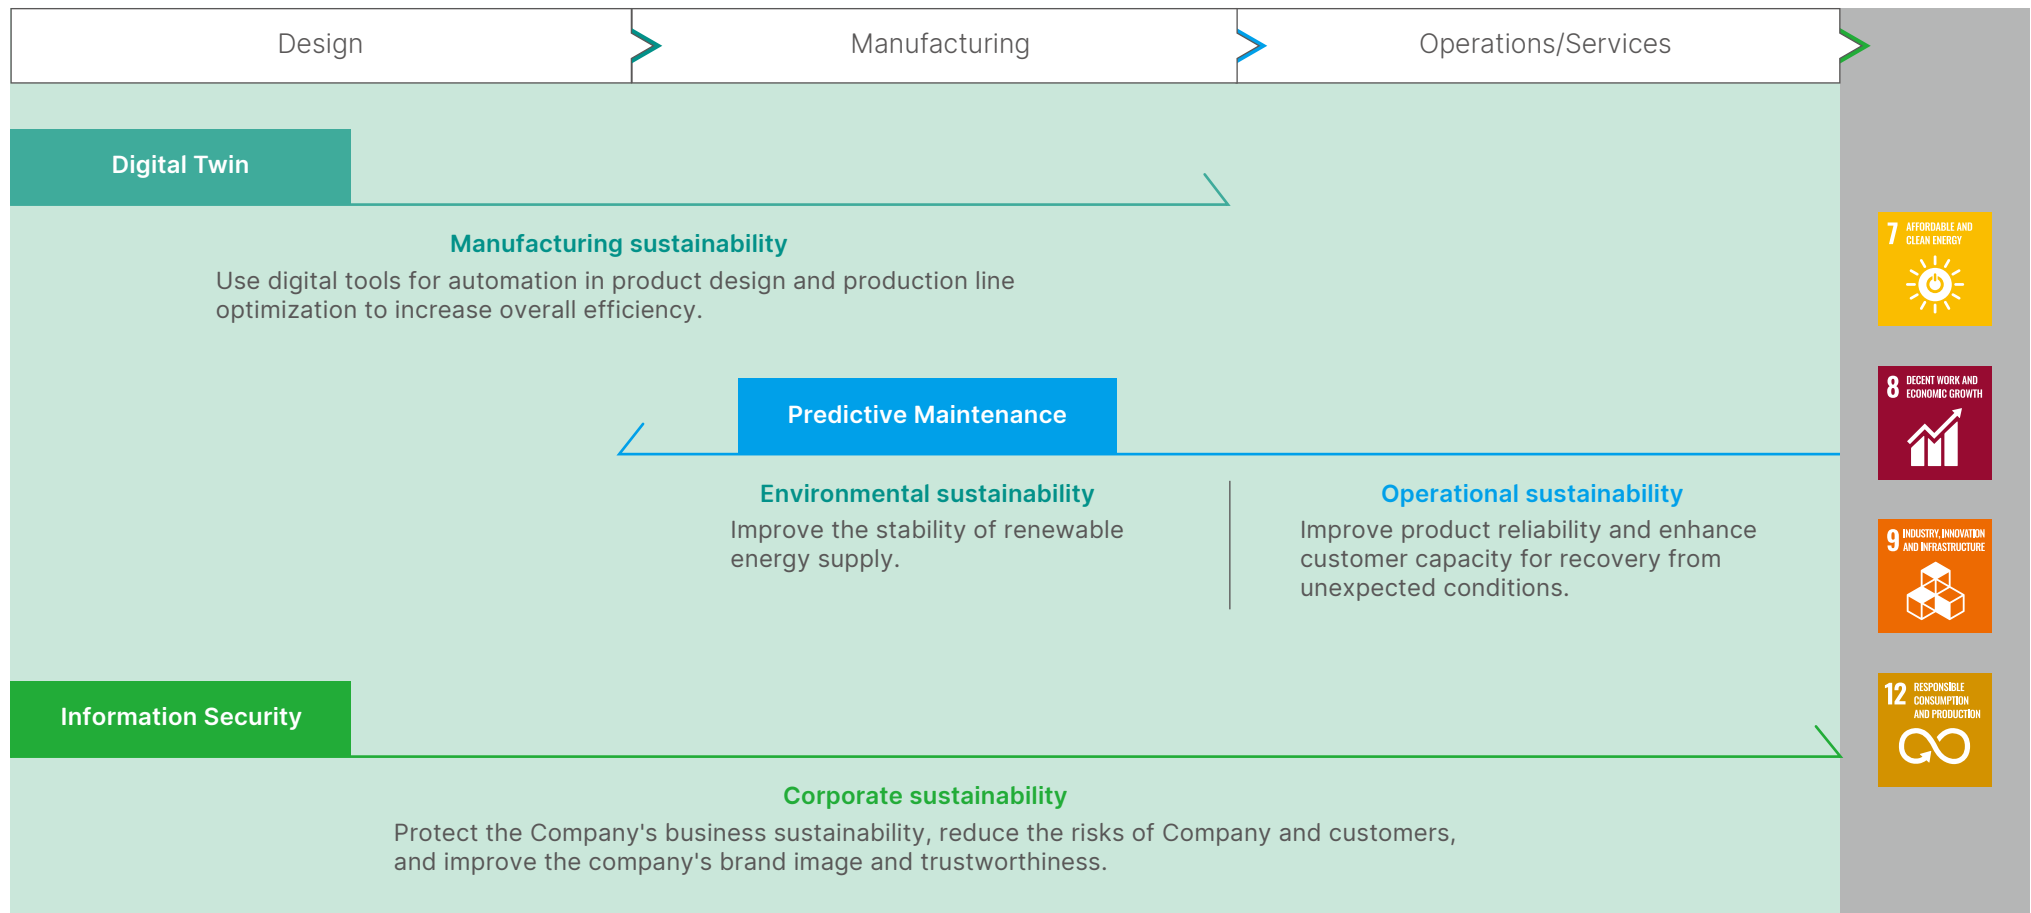 Design
Manufacturing
Operations/Services
Digital Twin
Manufacturing sustainability
Use digital tools for automation in product design and production line
optimization to increase overall efficiency.
Predictive Maintenance
Environmental sustainability
Improve the stability of renewable
energy supply.
Operational sustainability
Improve product reliability and enhance
customer capacity for recovery from
unexpected conditions.
Information Security
Corporate sustainability
Protect the Company's business sustainability, reduce the risks of Company and customers,
and improve the company's brand image and trustworthiness.
7 AFFORDABLE AND
CLEAN ENERGY
8 DECENT WORK AND
ECONOMIC GROWTH
9 INDUSTRY, INNOVATION
AND INFRASTRUCTURE
12 RESPONSIBLE
CONSUMPTION
AND PRODUCTION